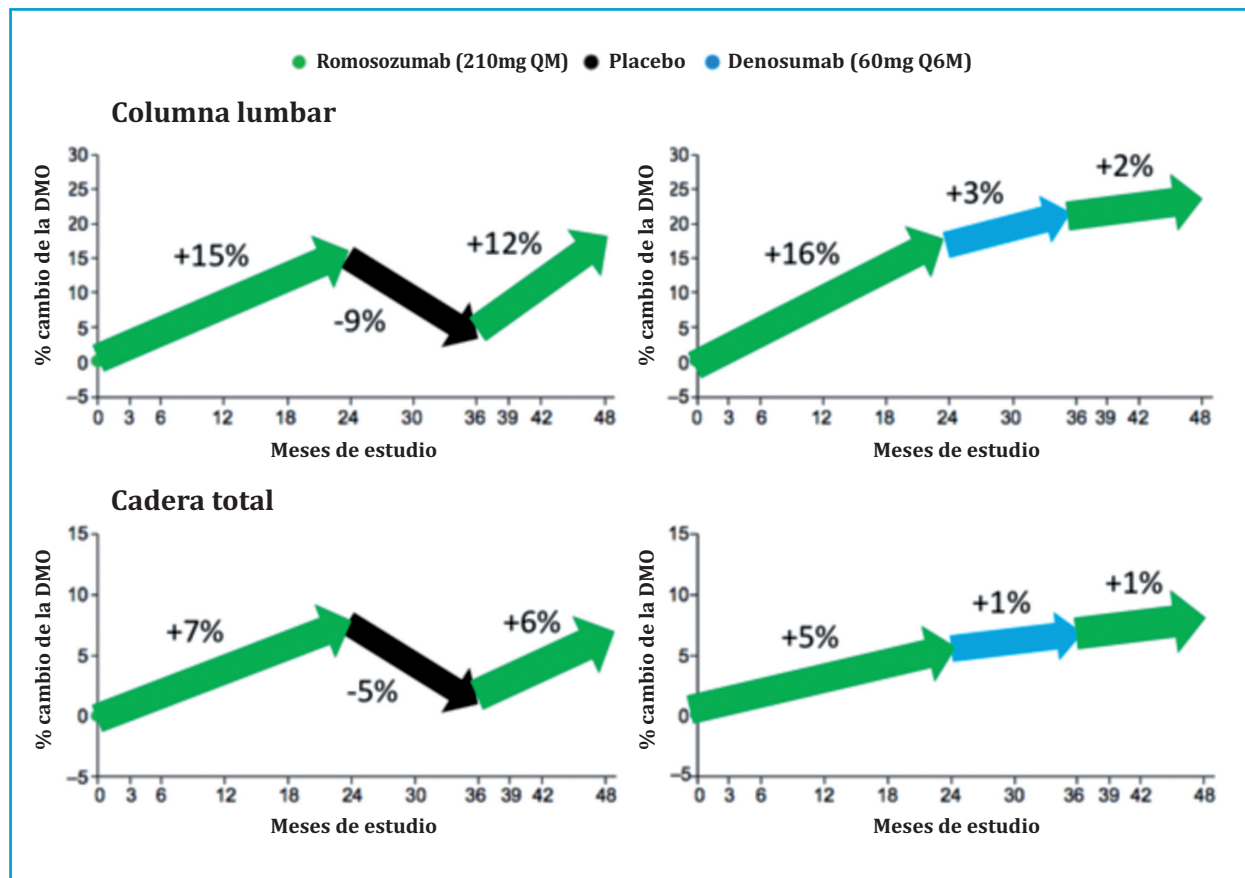 Romosozumab (210mg QM) Placebo Denosumab (60mg Q6M)
Columna lumbar
% cambio de la DMO
30
25
20
15
10
5
0
–5
+15%
-9%
+12%
0 3 6 12 18 24 30 36 39 42 48
Meses de estudio
% cambio de la DMO
30
25
20
15
10
5
0
–5
+16%
+3%
+2%
0 3 6 12 18 24 30 36 39 42 48
Meses de estudio
Cadera total
% cambio de la DMO
15
10
5
0
–5
+7%
-5%
+6%
0 3 6 12 18 24 30 36 39 42 48
Meses de estudio
% cambio de la DMO
15
10
5
0
–5
+5%
+1%
+1%
0 3 6 12 18 24 30 36 39 42 48
Meses de estudio